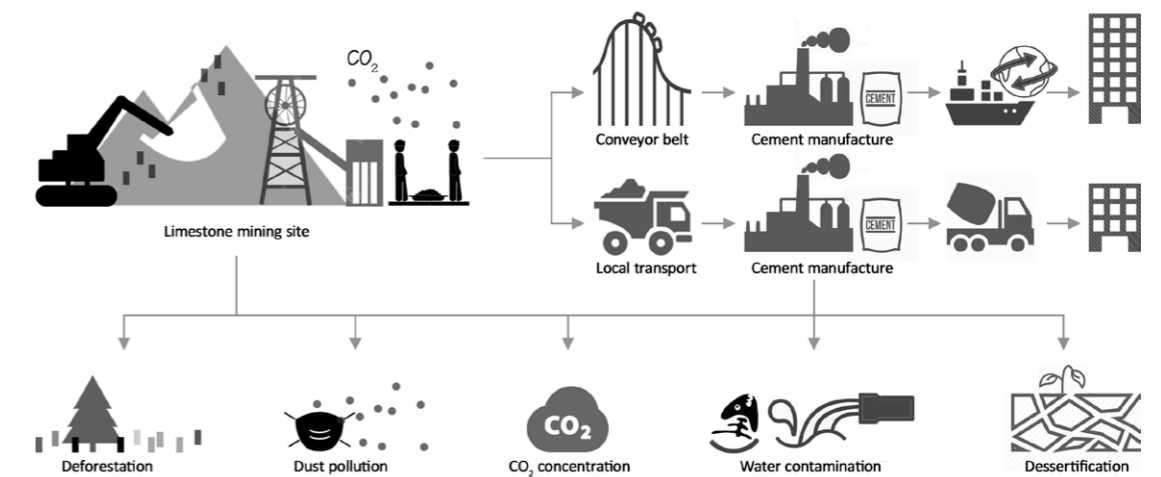 CO2
CEMENT
Conveyor belt
Cement manufacture
Limestone mining site
CEMENT
Local transport
Cement manufacture
CO2
Deforestation
Dust pollution
CO2 concentration
Water contamination
Dessertification